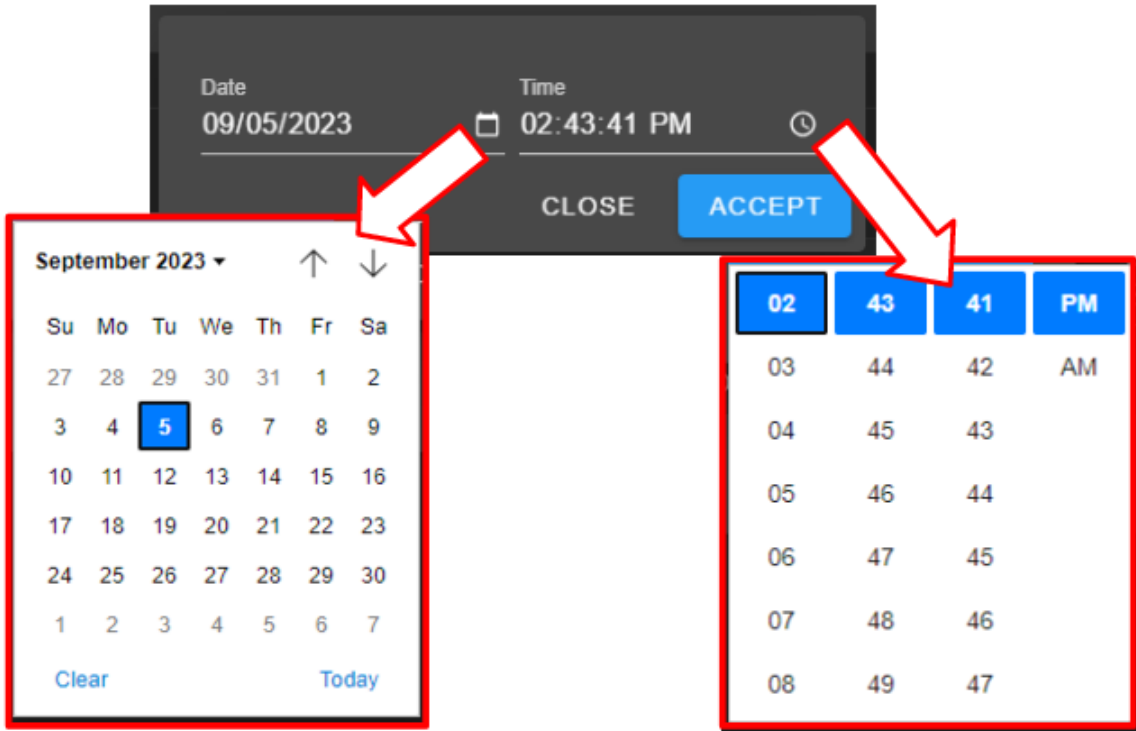 Date Time
09/05/2023 02:43:41 PM
CLOSE ACCEPT
September 2023
Su Mo Tu We Th Fr Sa
27 28 29 30 31 1 2
3 4 5 6 7 8 9
10 11 12 13 14 15 16
17 18 19 20 21 22 23
24 25 26 27 28 29 30
1 2 3 4 5 6 7
Clear Today
02 43 41 PM
03 44 42 AM
04 45 43
05 46 44
06 47 45
07 48 46
08 49 47